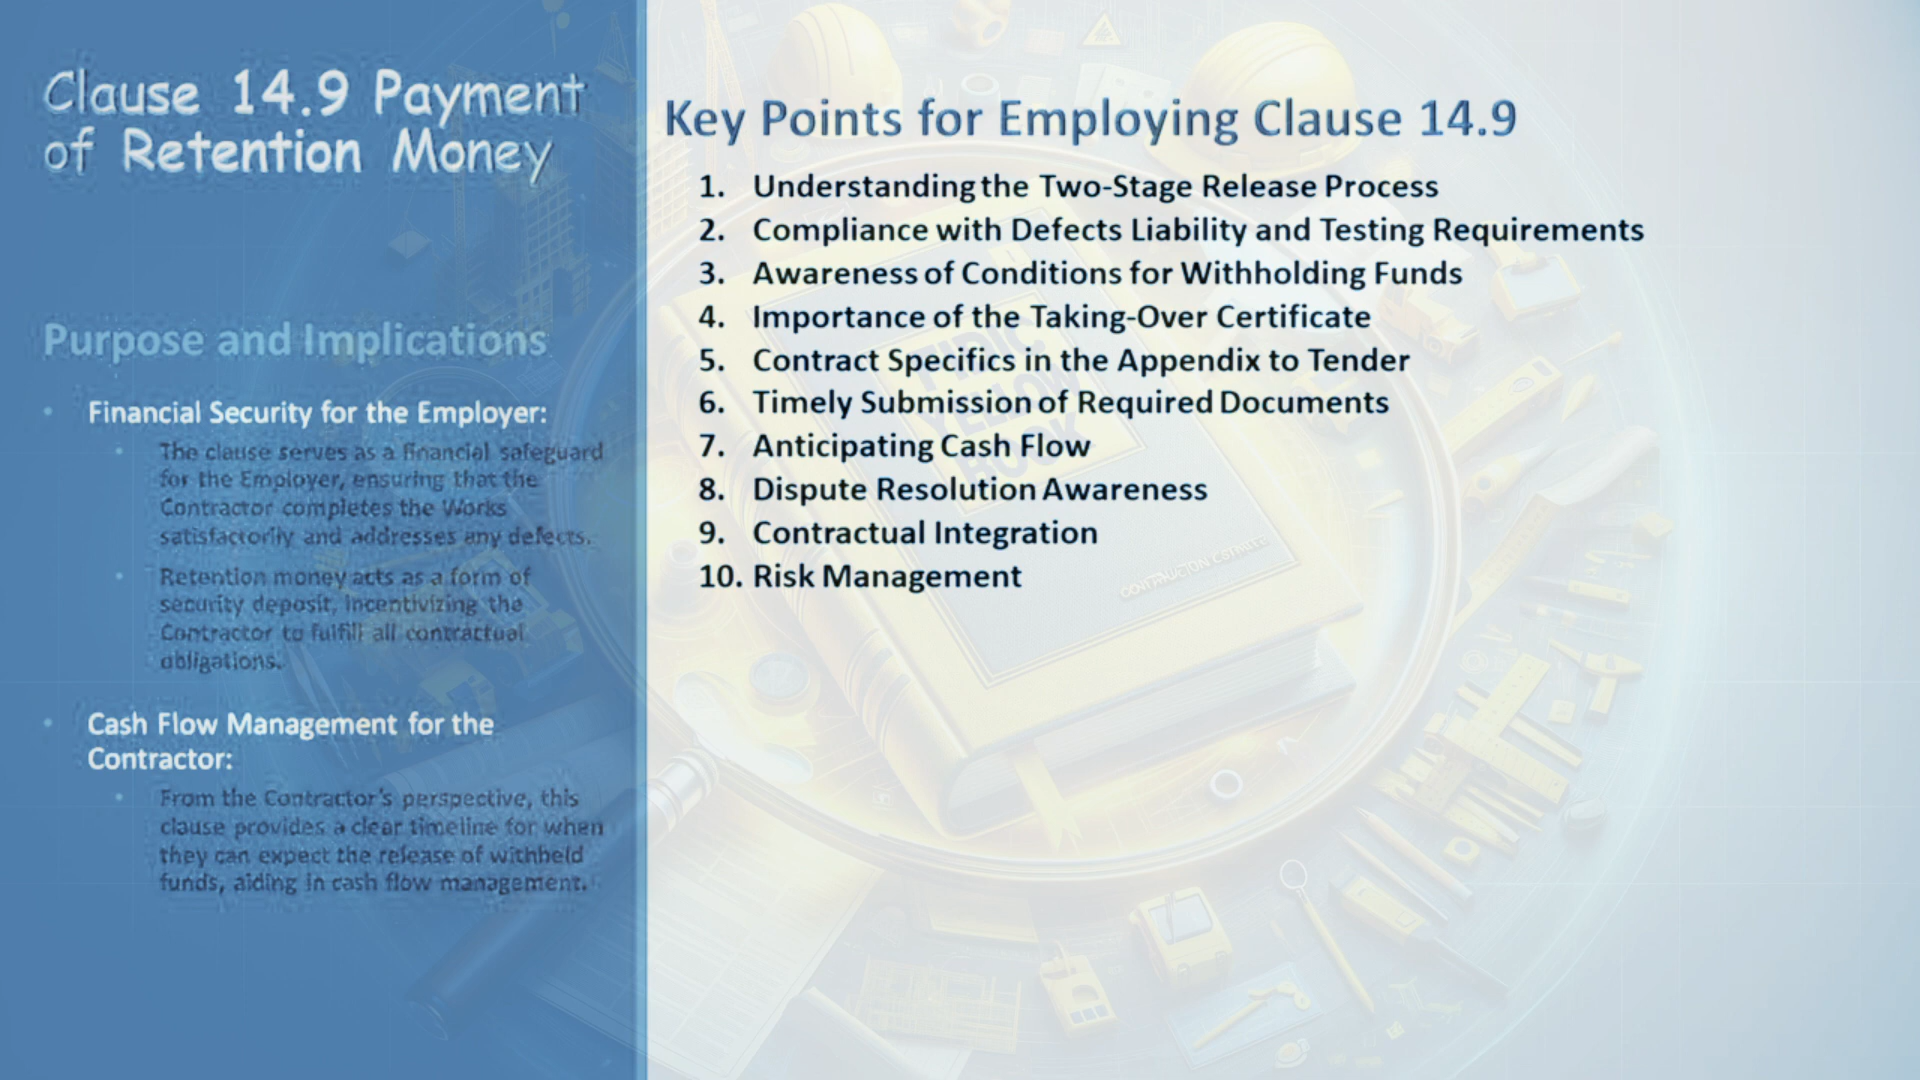 Clause 14.9 Payment
of Retention Money
Purpose and Implications
• Financial Security for the Employer:
• The clause serves as a financial safeguard
for the Employer, ensuring that the
Contractor completes the Works
satisfactorily and addresses any defects.
• Retention money acts as a form of
security deposit, incentivizing the
Contractor to fulfill all contractual
obligations.
• Cash Flow Management for the
Contractor:
• From the Contractor's perspective, this
clause provides a clear timeline for when
they can expect the release of withheld
funds, aiding in cash flow management.
Key Points for Employing Clause 14.9
1. Understanding the Two-Stage Release Process
2. Compliance with Defects Liability and Testing Requirements
3. Awareness of Conditions for Withholding Funds
4. Importance of the Taking-Over Certificate
5. Contract Specifics in the Appendix to Tender
6. Timely Submission of Required Documents
7. Anticipating Cash Flow
8. Dispute Resolution Awareness
9. Contractual Integration
10. Risk Management